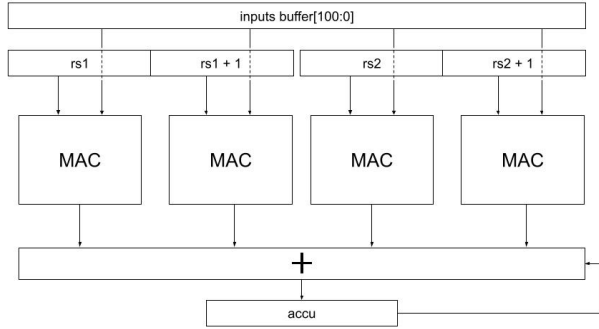 inputs buffer[100:0]
rs1 rs1 + 1 rs2 rs2 + 1
MAC MAC MAC MAC
+
accu